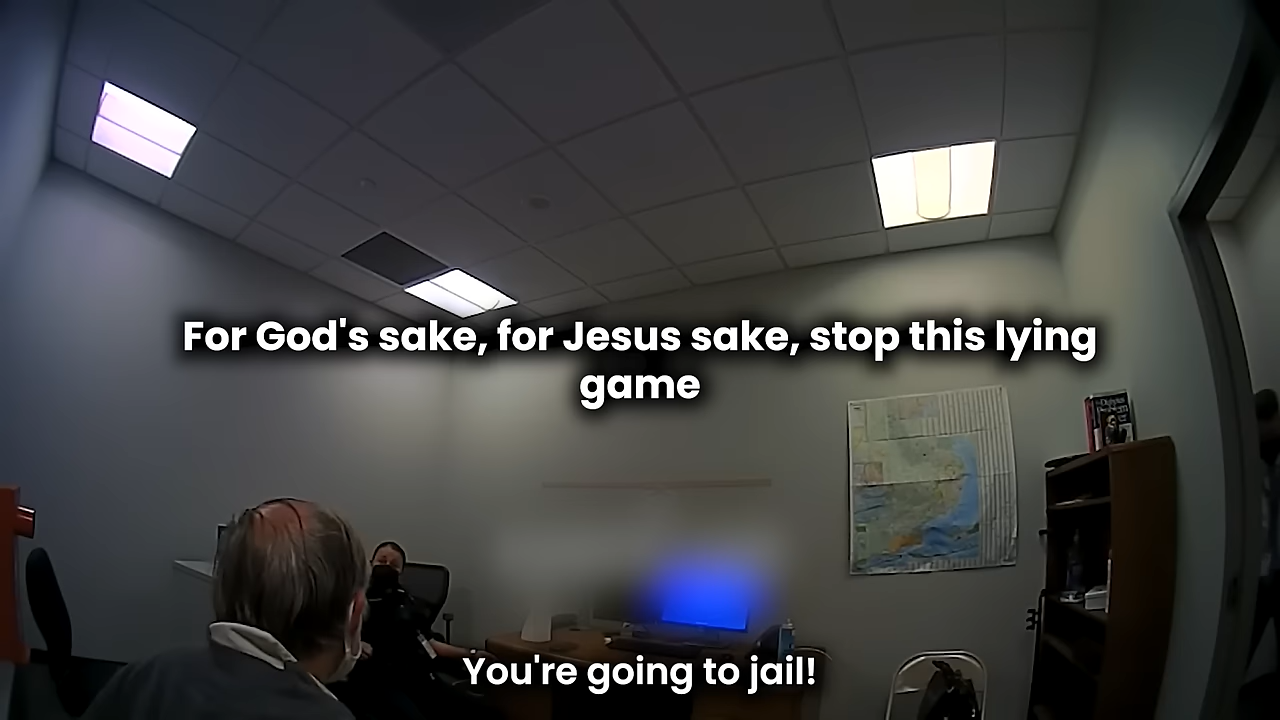 For God's sake, for Jesus sake, stop this lying
game
You're going to jail!